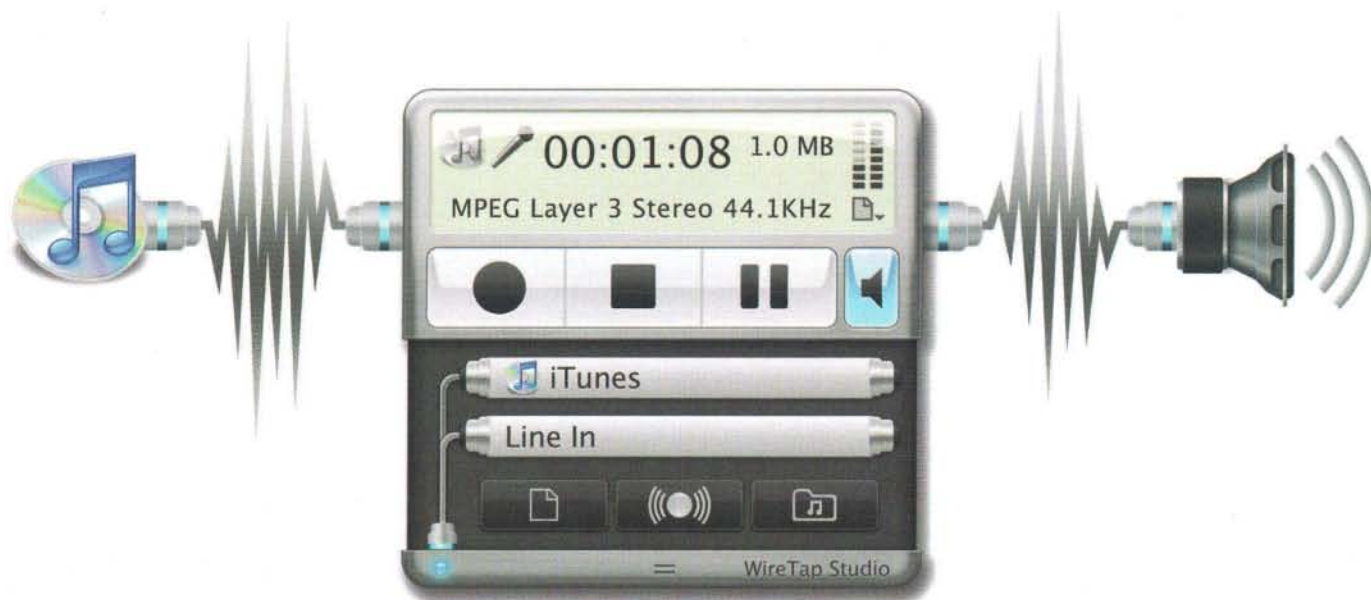 00:01:08 1.0 MB
MPEG Layer 3 Stereo 44.1KHz
iTunes
Line In
WireTap Studio